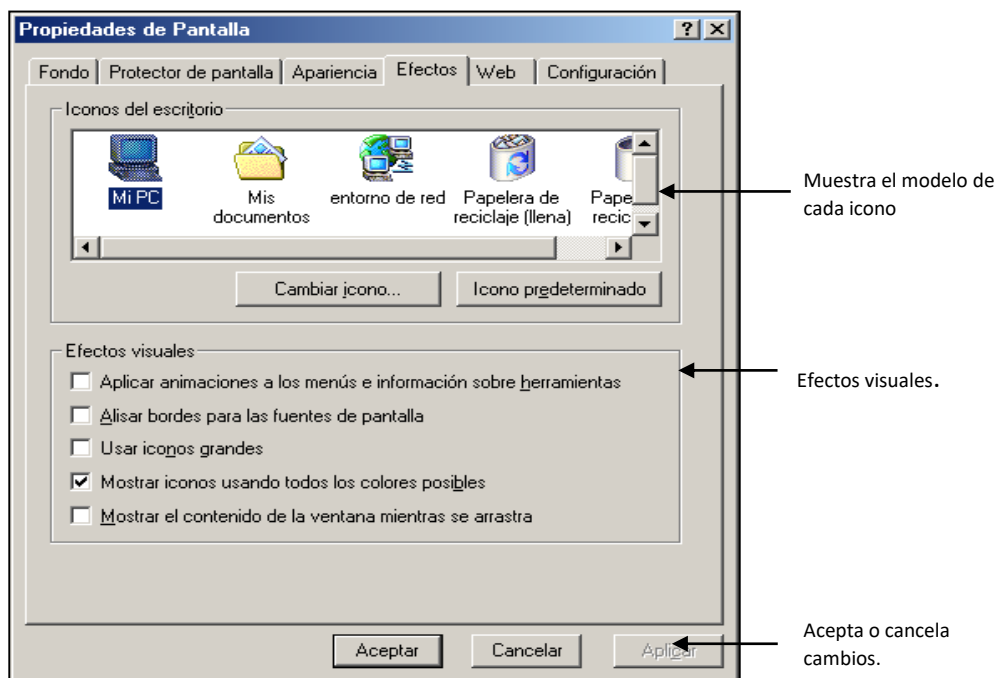 Propiedades de Pantalla
Fondo
Protector de pantalla
Apariencia
Efectos
Web
Configuración
Iconos del escritorio
Mi PC
Mis
documentos
entorno de red
Papelera de
reciclaje (llena)
Pape
recic
Muestra el modelo de
cada icono
Cambiar icono...
Icono predeterminado
Efectos visuales
Aplicar animaciones a los menús e información sobre herramientas
Efectos visuales.
Alisar bordes para las fuentes de pantalla
Usar iconos grandes
Mostrar iconos usando todos los colores posibles
Mostrar el contenido de la ventana mientras se arrastra
Aceptar
Cancelar
Aplicar
Acepta o cancela
cambios.